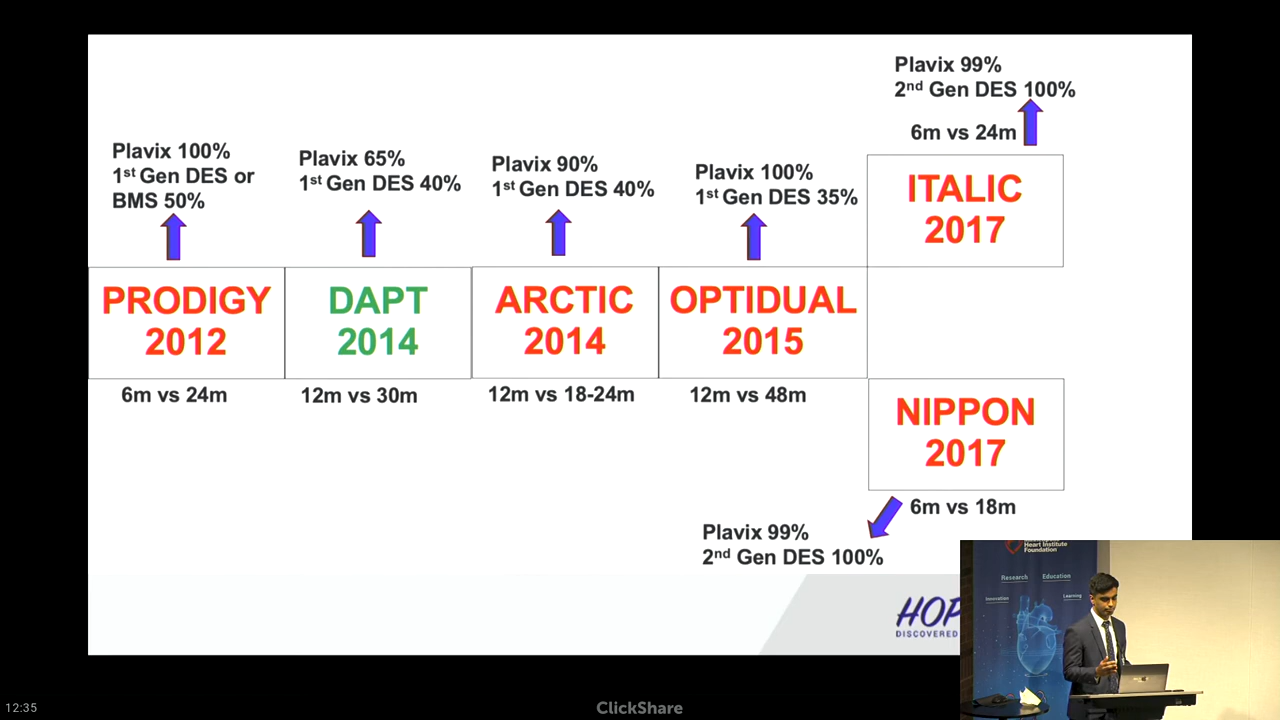 Plavix 99%
2nd Gen DES 100%
6m vs 24m
ITALIC
2017
Plavix 100%
1st Gen DES or
BMS 50%
Plavix 65%
1st Gen DES 40%
Plavix 90%
1st Gen DES 40%
Plavix 100%
1st Gen DES 35%
PRODIGY
2012
DAPT
2014
ARCTIC
2014
OPTIDUAL
2015
6m vs 24m
12m vs 30m
12m vs 18-24m
12m vs 48m
NIPPON
2017
6m vs 18m
Plavix 99%
2nd Gen DES 100%
HOP
DISCOVERED
Heart Institute
Foundation
Research
Education
Innovation
Learning
12:35
ClickShare